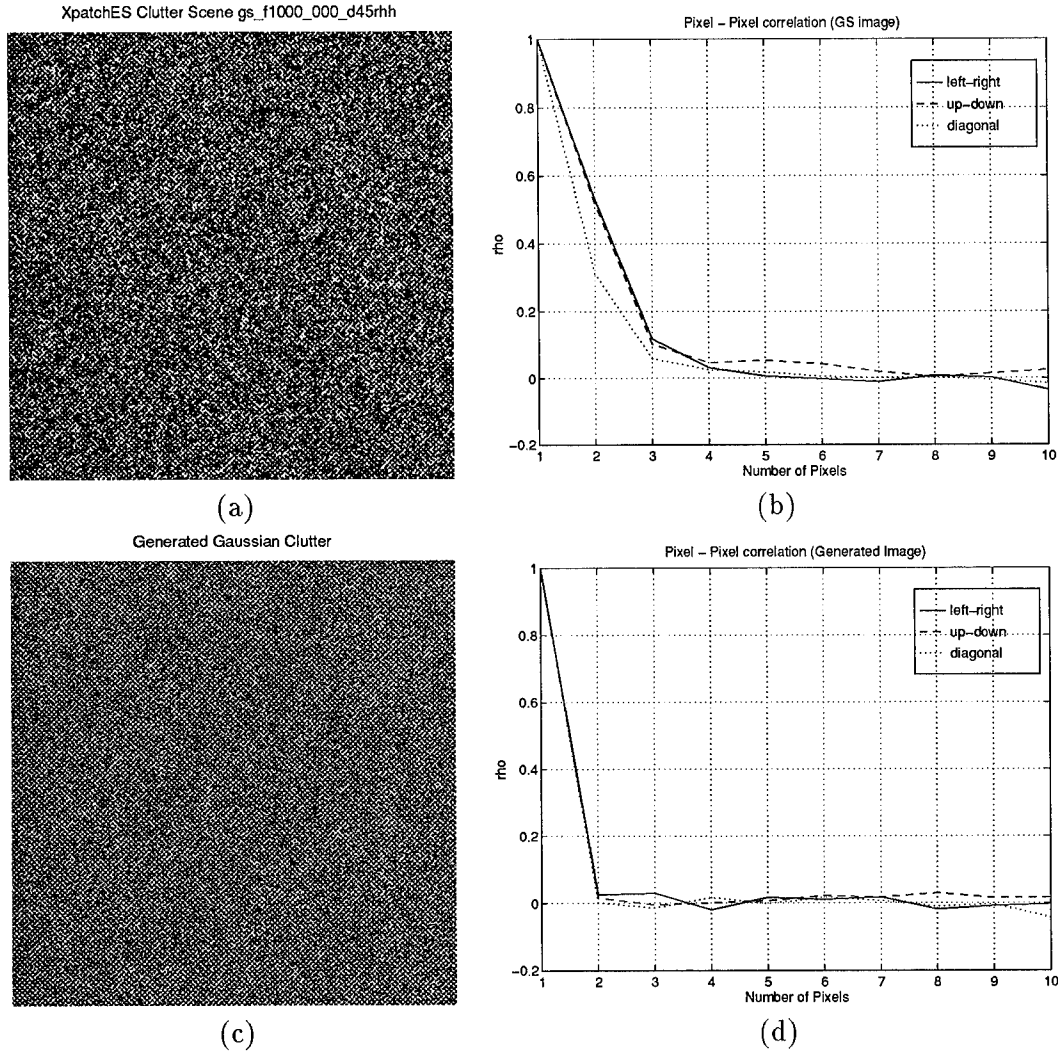 XpatchES Clutter Scene gs_f1000_000_d45rhh
(a)
Pixel – Pixel correlation (GS image)
left–right
up–down
diagonal
1
0.8
0.6
0.4
0.2
0
−0.2
rho
1 2 3 4 5 6 7 8 9 10
Number of Pixels
(b)
Generated Gaussian Clutter
(c)
Pixel – Pixel correlation (Generated Image)
left–right
up–down
diagonal
1
0.8
0.6
0.4
0.2
0
−0.2
rho
1 2 3 4 5 6 7 8 9 10
Number of Pixels
(d)